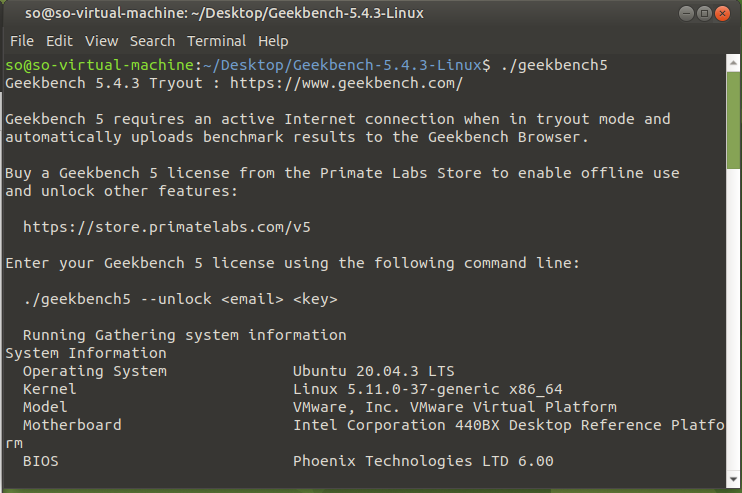 so@so-virtual-machine: ~/Desktop/Geekbench-5.4.3-Linux
File Edit View Search Terminal Help
so@so-virtual-machine:~/Desktop/Geekbench-5.4.3-Linux$ ./geekbench5
Geekbench 5.4.3 Tryout : https://www.geekbench.com/
Geekbench 5 requires an active Internet connection when in tryout mode and
automatically uploads benchmark results to the Geekbench Browser.
Buy a Geekbench 5 license from the Primate Labs Store to enable offline use
and unlock other features:
https://store.primatelabs.com/v5
Enter your Geekbench 5 license using the following command line:
./geekbench5 --unlock <email> <key>
Running Gathering system information
System Information
Operating System Ubuntu 20.04.3 LTS
Kernel Linux 5.11.0-37-generic x86_64
Model VMware, Inc. VMware Virtual Platform
Motherboard Intel Corporation 440BX Desktop Reference Platfo
rm
BIOS Phoenix Technologies LTD 6.00